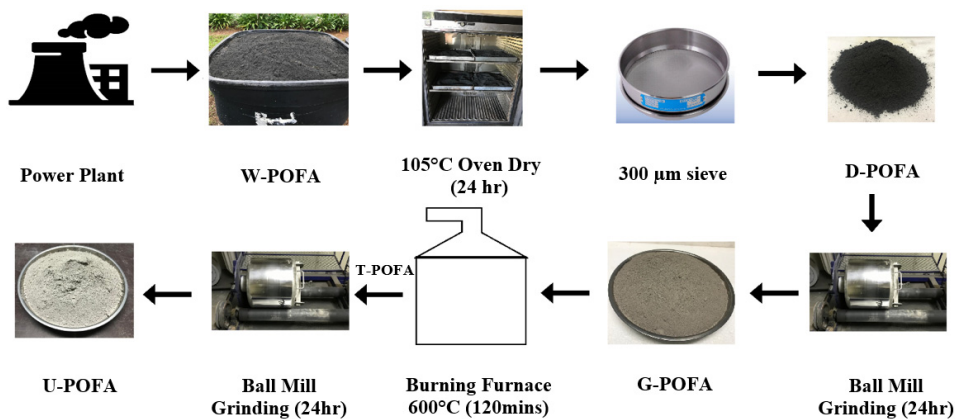 Power Plant
W-POFA
105°C Oven Dry
(24 hr)
300 μm sieve
D-POFA
T-POFA
U-POFA
Ball Mill
Grinding (24hr)
Burning Furnace
600°C (120mins)
G-POFA
Ball Mill
Grinding (24hr)